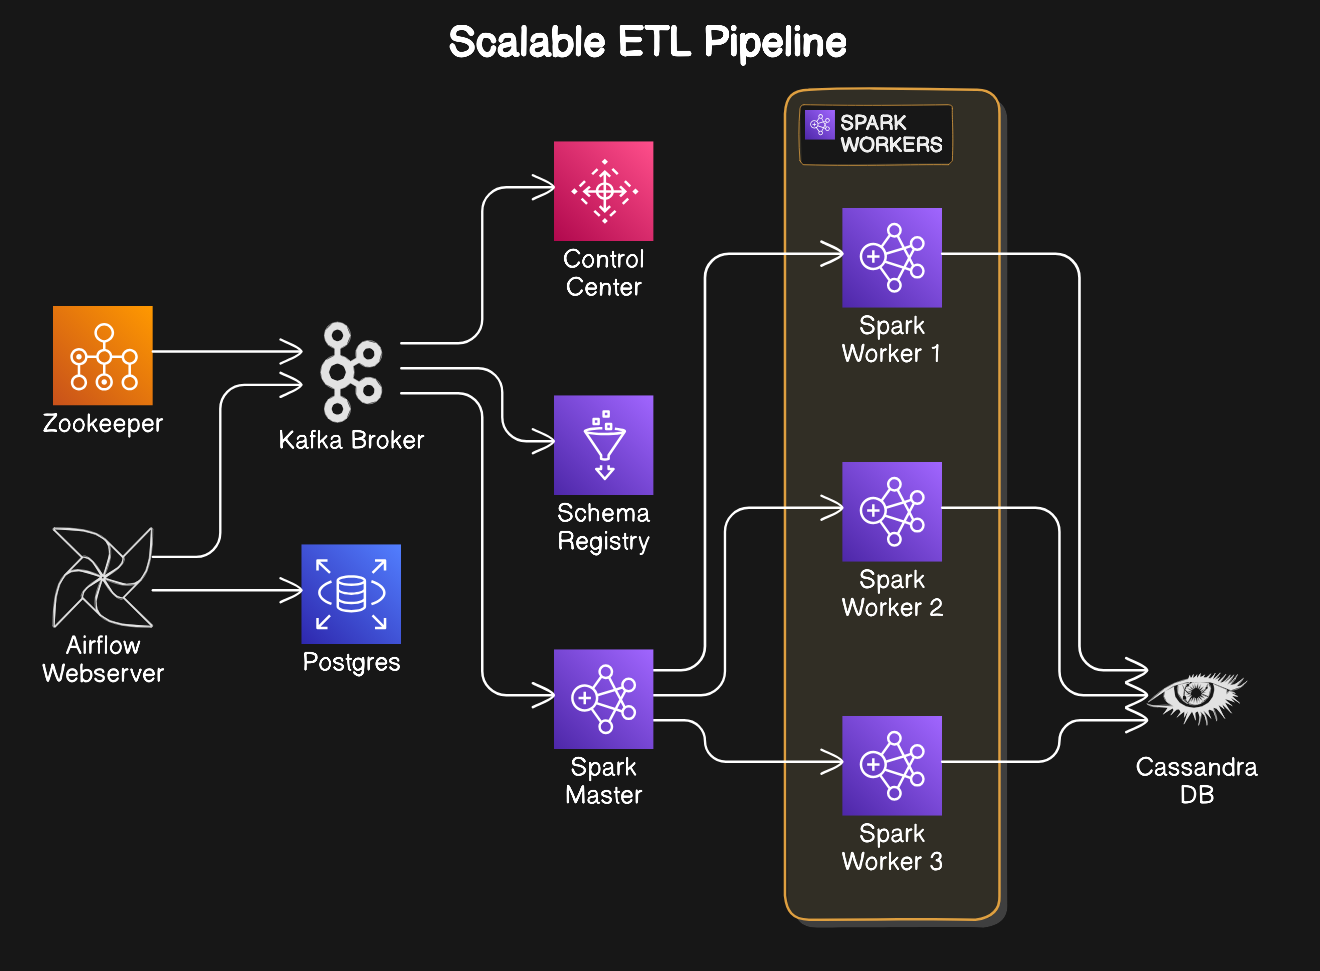 Scalable ETL Pipeline
SPARK
WORKERS
Control
Center
Spark
Worker 1
Zookeeper
Kafka Broker
Schema
Registry
Spark
Worker 2
Airflow
Webserver
Postgres
Spark
Master
Cassandra
DB
Spark
Worker 3